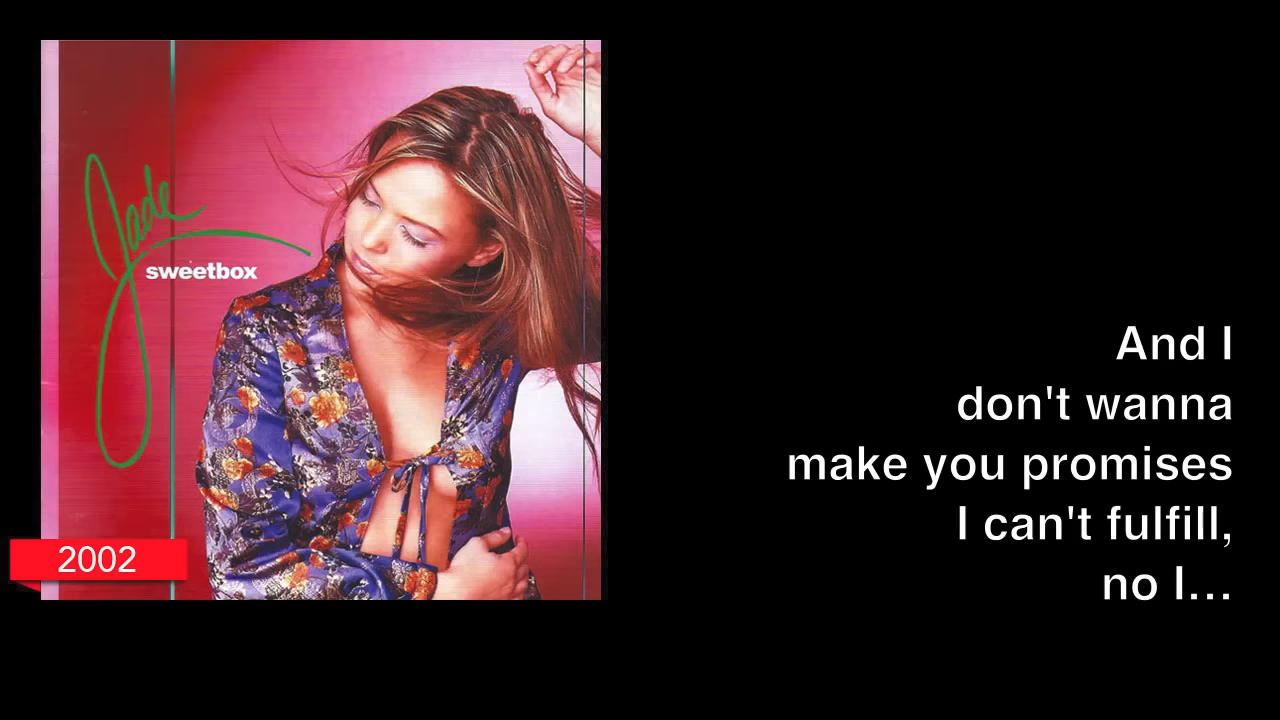 Jade
sweetbox
2002
And I
don't wanna
make you promises
I can't fulfill,
no I...